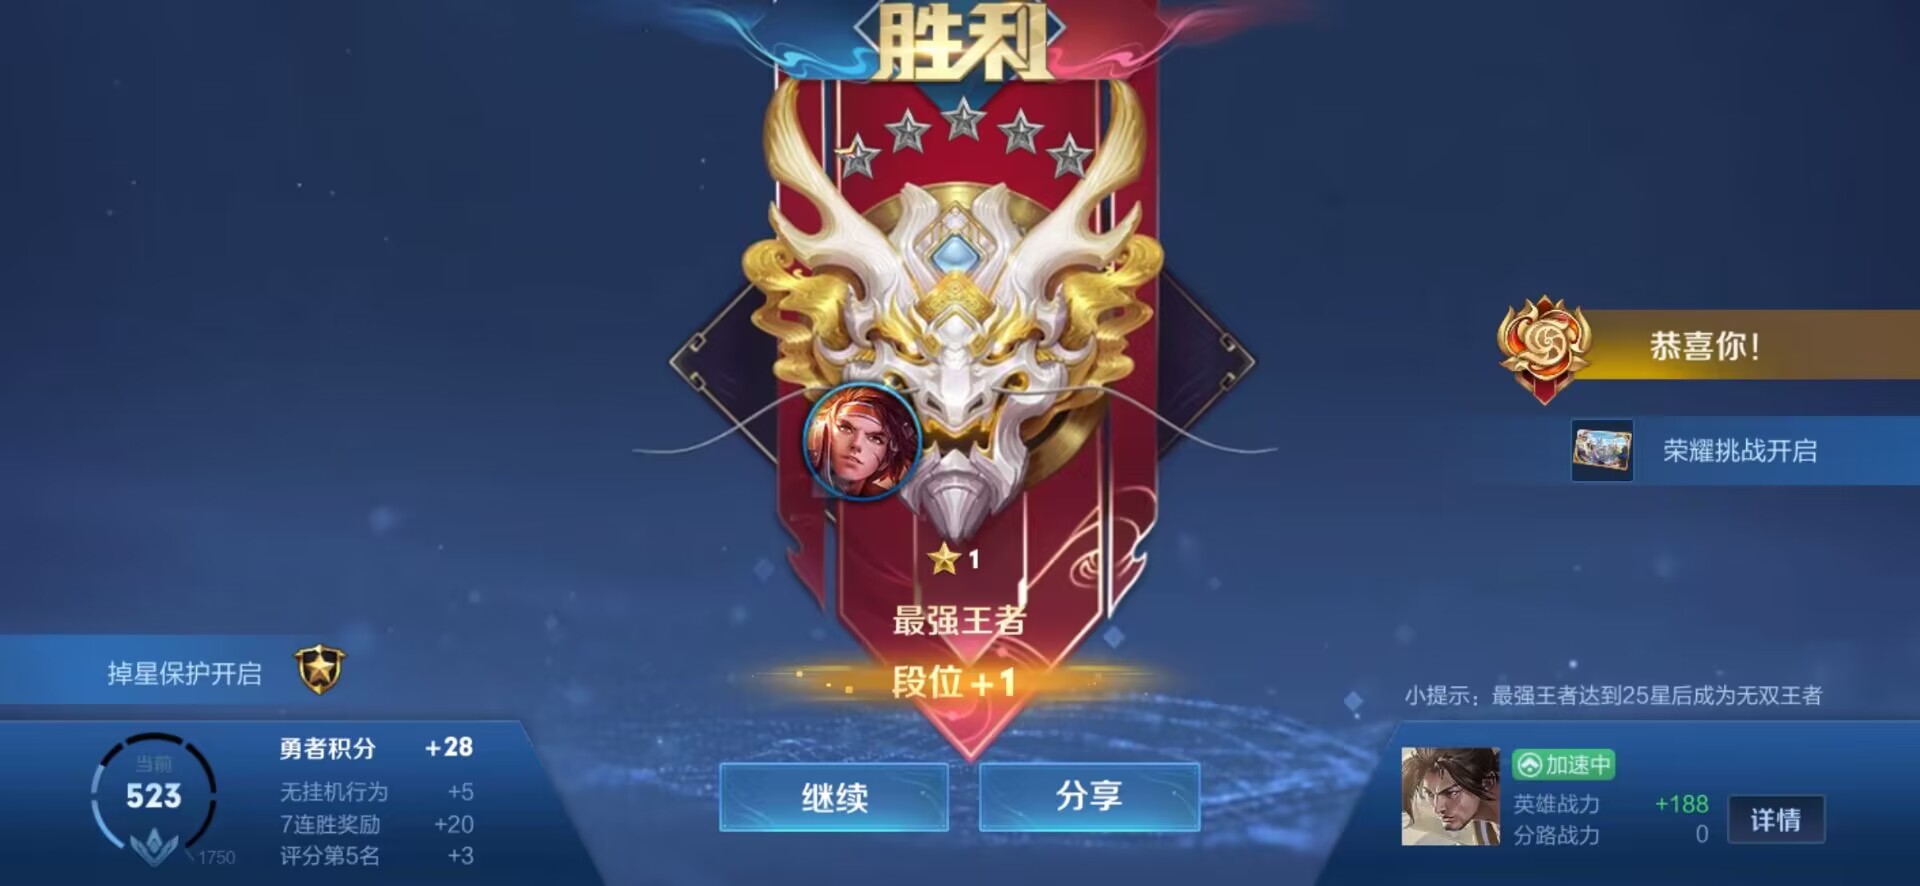 胜利
恭喜你!
荣耀挑战开启
1
最强王者
段位+1
掉星保护开启
小提示：最强王者达到25星后成为无双王者
当前
523
1750
勇者积分 +28
无挂机行为 +5
7连胜奖励 +20
评分第5名 +3
继续
分享
加速中
英雄战力 +188
分路战力 0
详情